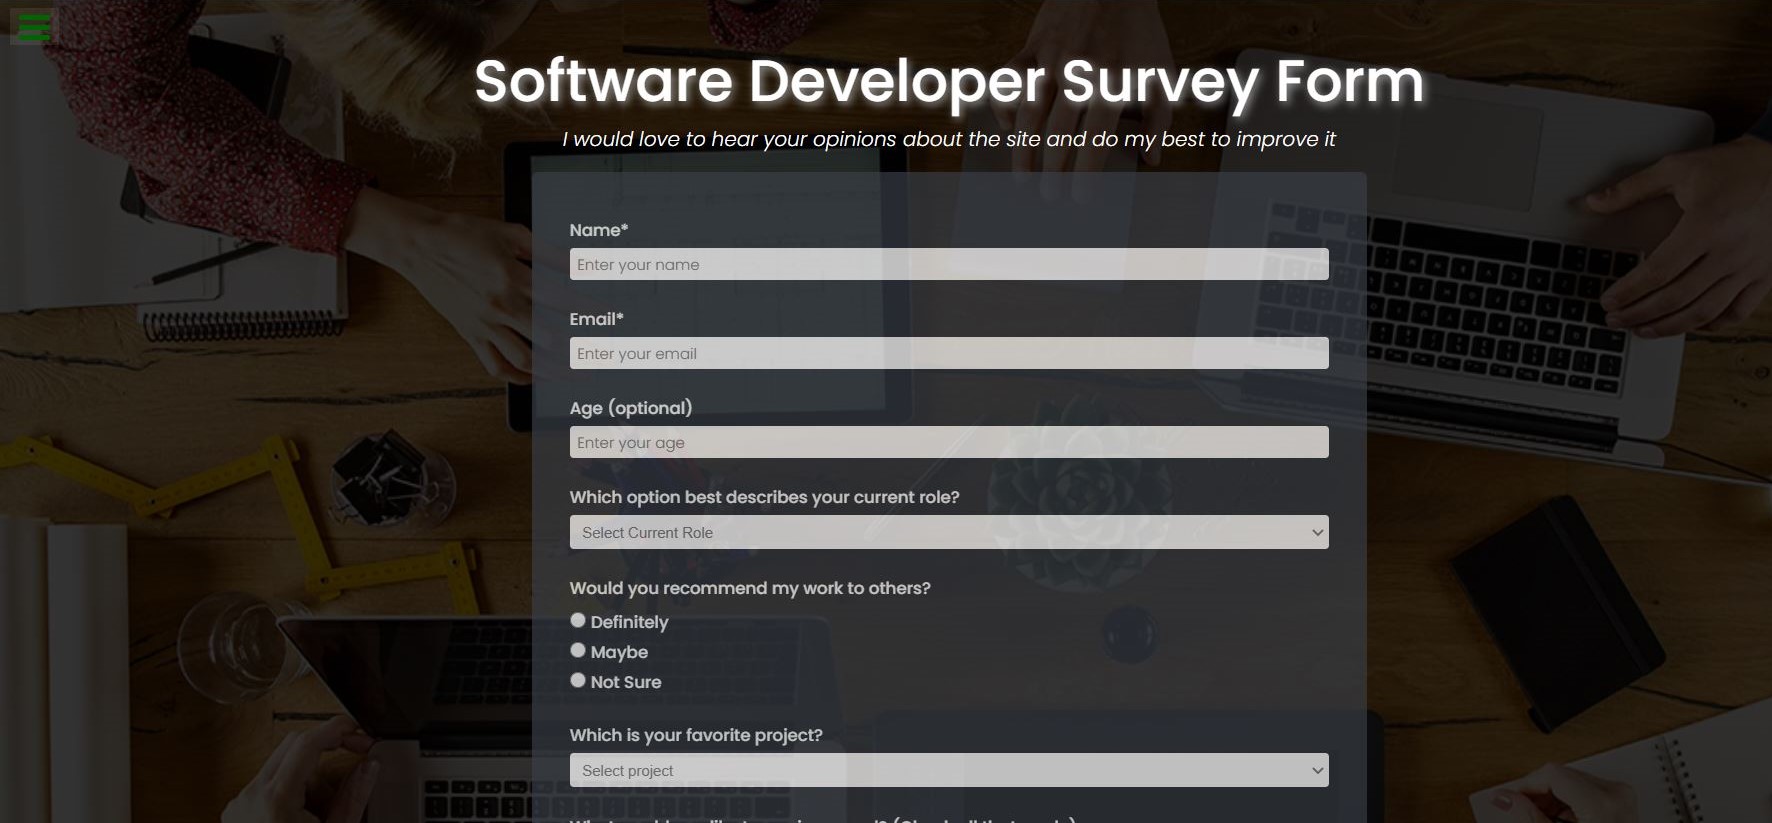 Software Developer Survey Form
I would love to hear your opinions about the site and do my best to improve it
Name*
Enter your name
Email*
Enter your email
Age (optional)
Enter your age
Which option best describes your current role?
Select Current Role
Would you recommend my work to others?
Definitely
Maybe
Not Sure
Which is your favorite project?
Select project